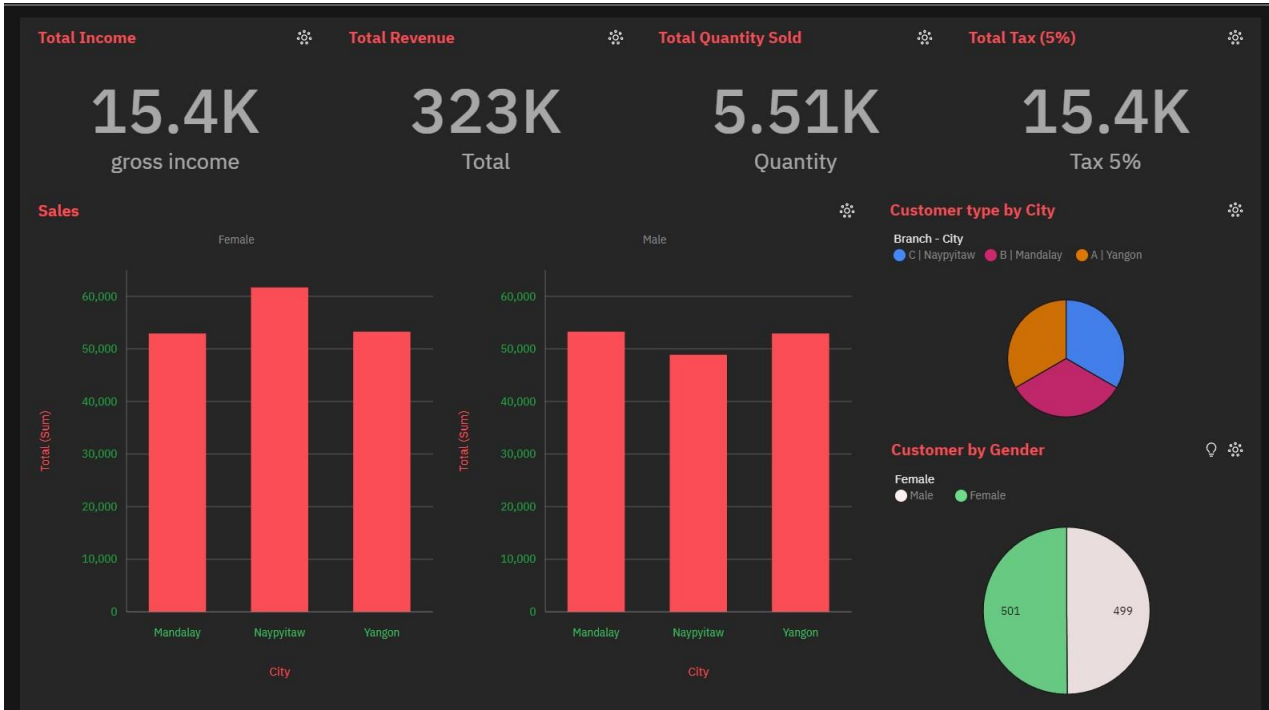 Total Income
Total Revenue
Total Quantity Sold
Total Tax (5%)
15.4K
gross income
323K
Total
5.51K
Quantity
15.4K
Tax 5%
Sales
Female
Total (Sum)
60,000
50,000
40,000
30,000
20,000
10,000
0
Mandalay
Naypyitaw
Yangon
City
Male
Total (Sum)
60,000
50,000
40,000
30,000
20,000
10,000
0
Mandalay
Naypyitaw
Yangon
City
Customer type by City
Branch - City
C | Naypyitaw B | Mandalay A | Yangon
Customer by Gender
Female
Male Female
501 499